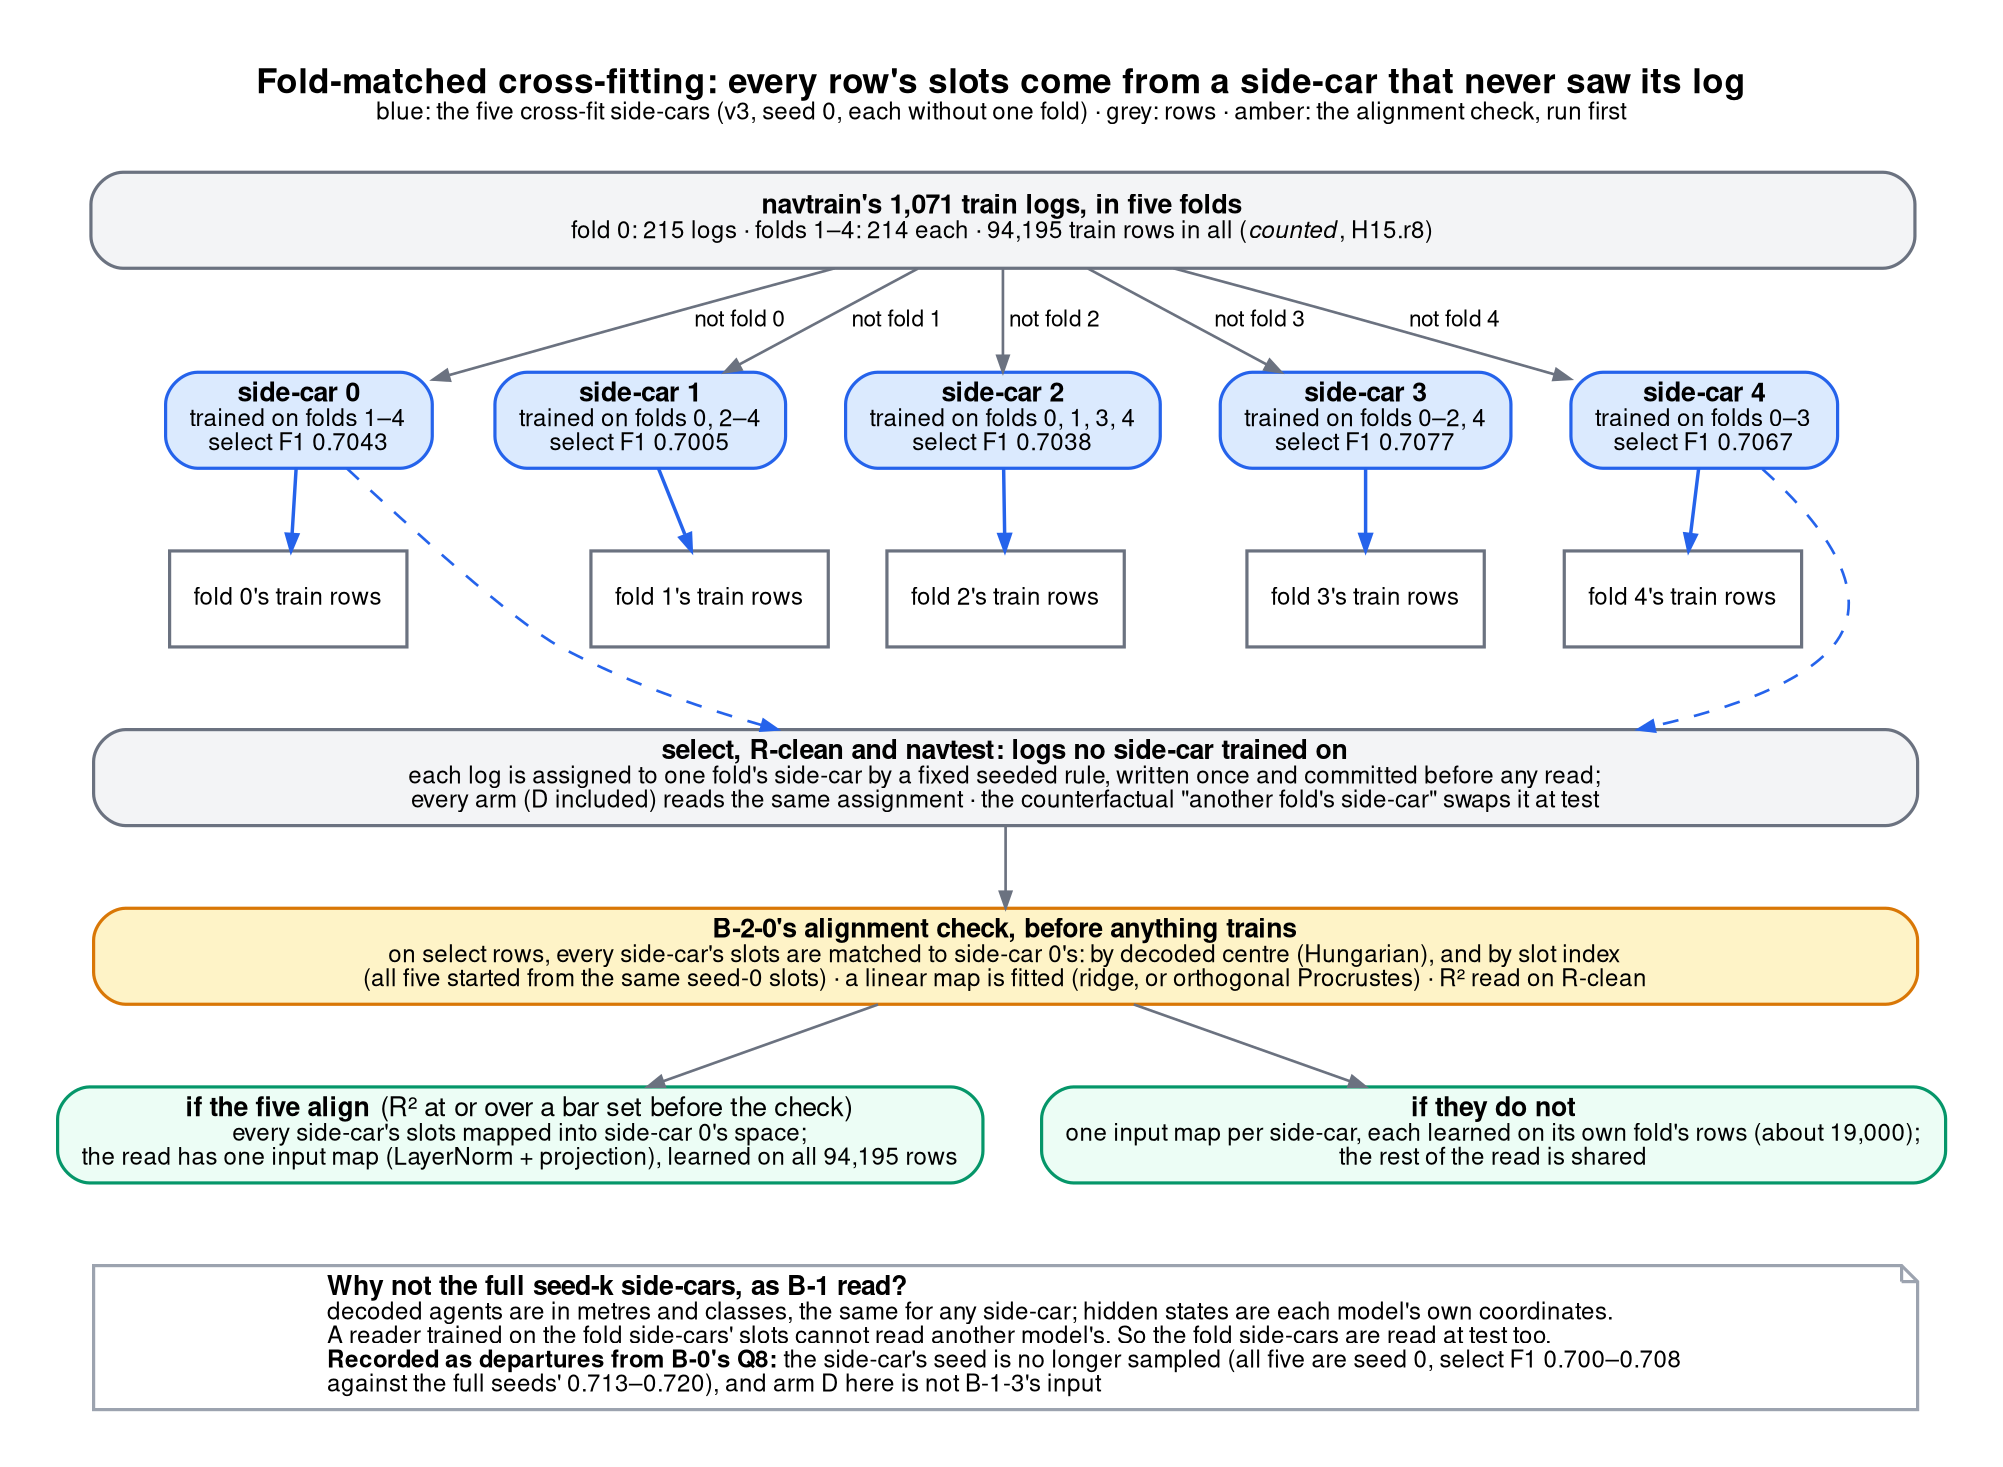 Fold-matched cross-fitting: every row's slots come from a side-car that never saw its log
blue: the five cross-fit side-cars (v3, seed 0, each without one fold) · grey: rows · amber: the alignment check, run first
navtrain's 1,071 train logs, in five folds
fold 0: 215 logs · folds 1–4: 214 each · 94,195 train rows in all (counted, H15.r8)
not fold 0
not fold 1
not fold 2
not fold 3
not fold 4
side-car 0
trained on folds 1–4
select F1 0.7043
side-car 1
trained on folds 0, 2–4
select F1 0.7005
side-car 2
trained on folds 0, 1, 3, 4
select F1 0.7038
side-car 3
trained on folds 0–2, 4
select F1 0.7077
side-car 4
trained on folds 0–3
select F1 0.7067
fold 0's train rows
fold 1's train rows
fold 2's train rows
fold 3's train rows
fold 4's train rows
select, R-clean and navtest: logs no side-car trained on
each log is assigned to one fold's side-car by a fixed seeded rule, written once and committed before any read;
every arm (D included) reads the same assignment · the counterfactual "another fold's side-car" swaps it at test
B-2-0's alignment check, before anything trains
on select rows, every side-car's slots are matched to side-car 0's: by decoded centre (Hungarian), and by slot index
(all five started from the same seed-0 slots) · a linear map is fitted (ridge, or orthogonal Procrustes) · R² read on R-clean
if the five align (R² at or over a bar set before the check)
every side-car's slots mapped into side-car 0's space;
the read has one input map (LayerNorm + projection), learned on all 94,195 rows
if they do not
one input map per side-car, each learned on its own fold's rows (about 19,000);
the rest of the read is shared
Why not the full seed-k side-cars, as B-1 read?
decoded agents are in metres and classes, the same for any side-car; hidden states are each model's own coordinates.
A reader trained on the fold side-cars' slots cannot read another model's. So the fold side-cars are read at test too.
Recorded as departures from B-0's Q8: the side-car's seed is no longer sampled (all five are seed 0, select F1 0.700–0.708
against the full seeds' 0.713–0.720), and arm D here is not B-1-3's input